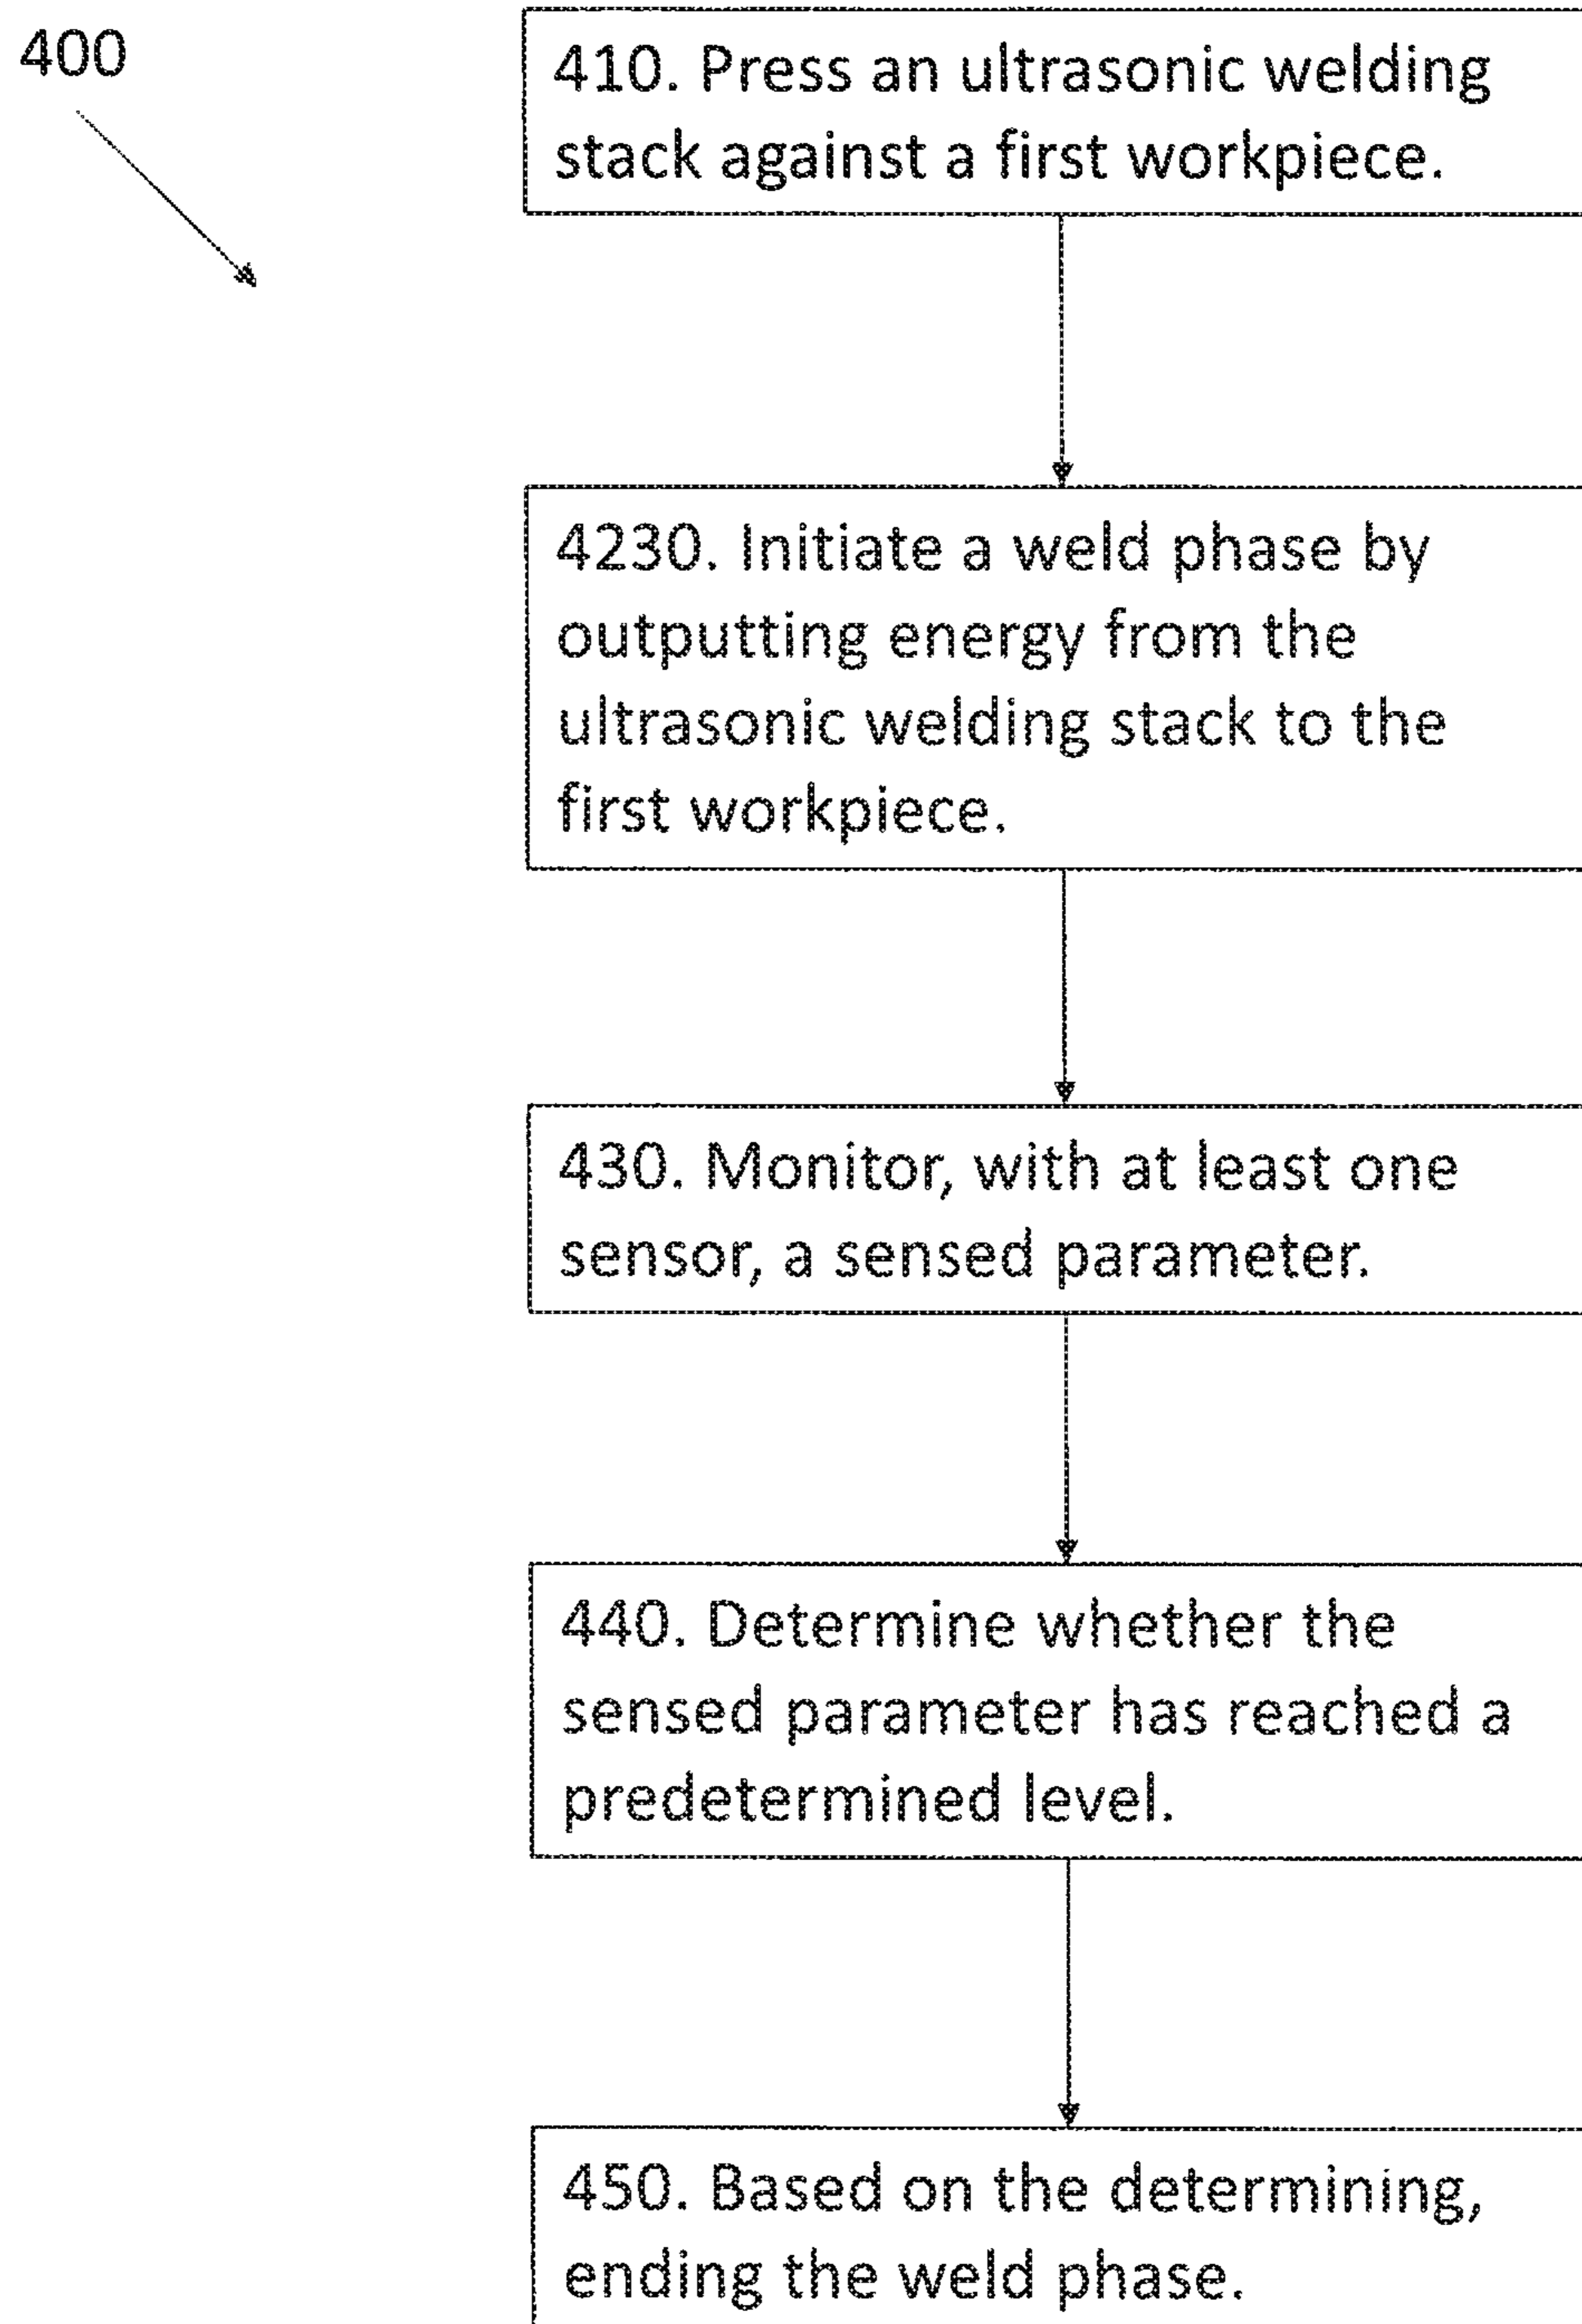 400
410. Press an ultrasonic welding
stack against a first workpiece.
4230. Initiate a weld phase by
outputting energy from the
ultrasonic welding stack to the
first workpiece.
430. Monitor, with at least one
sensor, a sensed parameter.
440. Determine whether the
sensed parameter has reached a
predetermined level.
450. Based on the determining,
ending the weld phase.